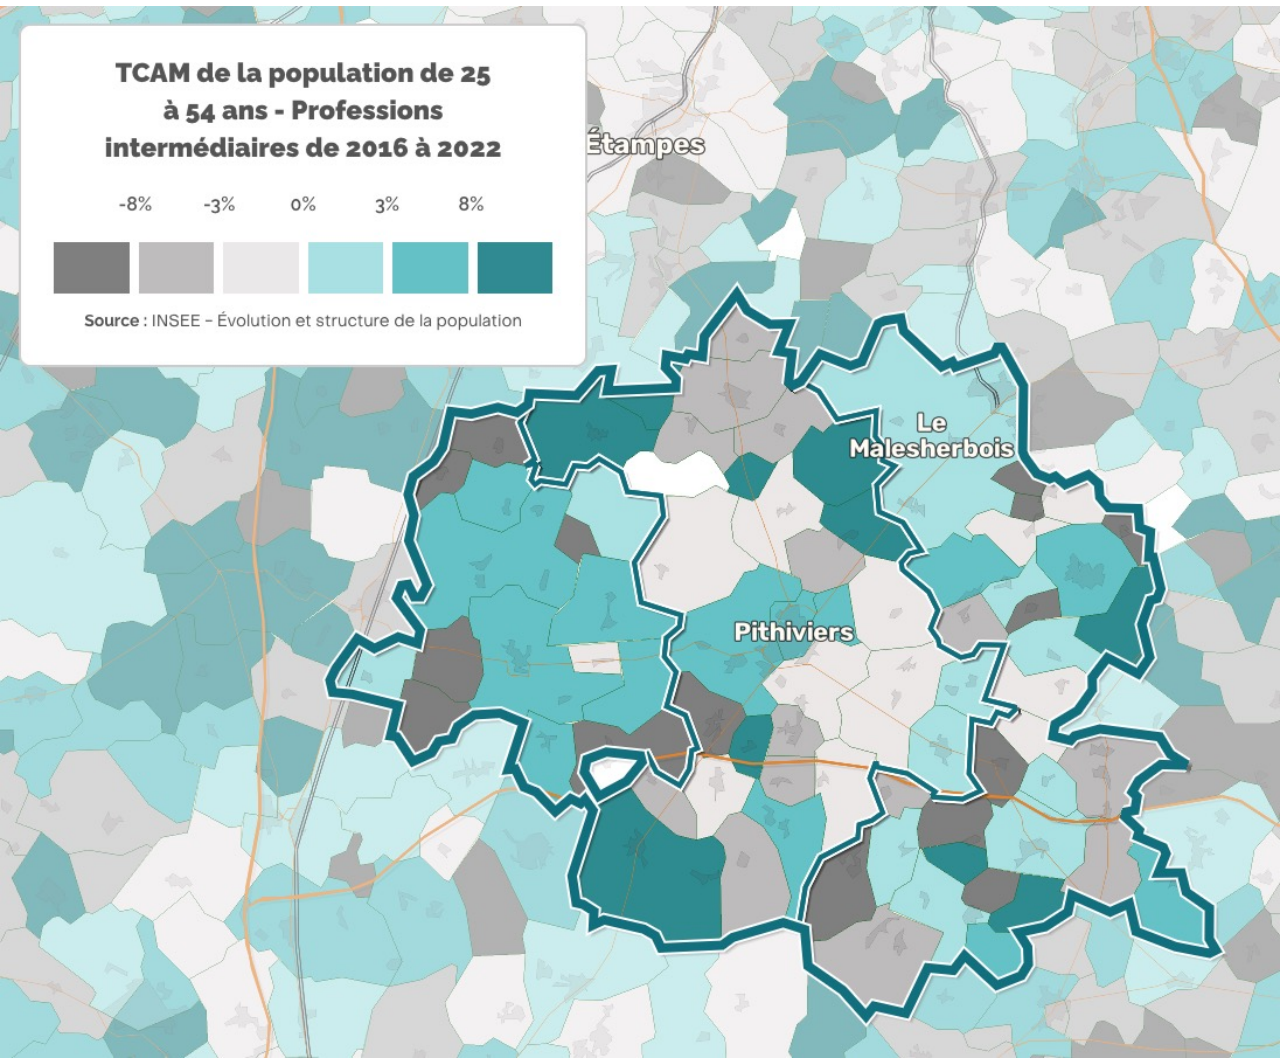 TCAM de la population de 25
à 54 ans - Professions
intermédiaires de 2016 à 2022
-8% -3% 0% 3% 8%
Source : INSEE – Évolution et structure de la population
Étampes
Le
Malesherbois
Pithiviers